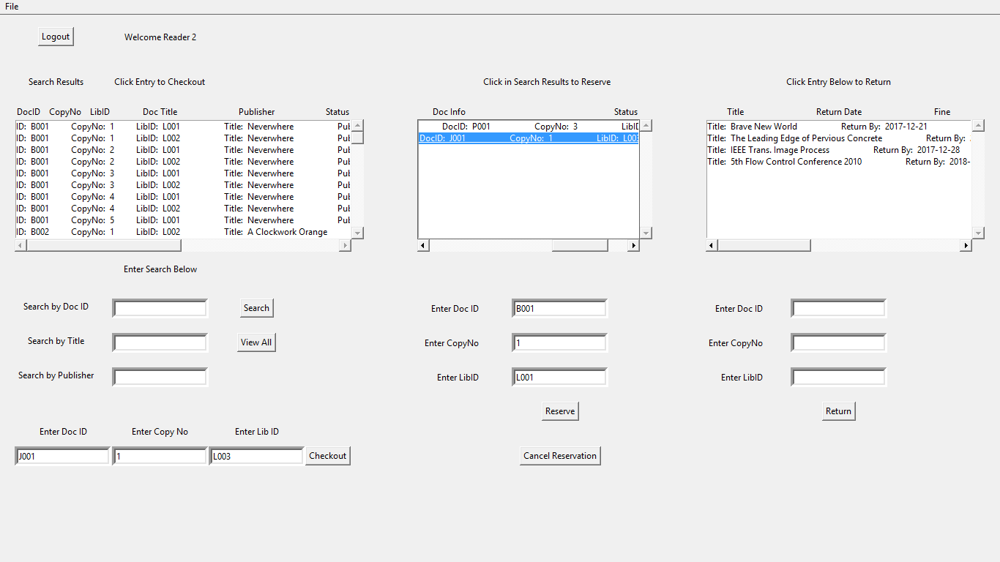 File
Logout Welcome Reader 2
Search Results Click Entry to Checkout
DocID CopyNo LibID Doc Title Publisher Status
ID: B001 CopyNo: 1 LibID: L001 Title: Neverwhere Pul
ID: B001 CopyNo: 1 LibID: L002 Title: Neverwhere Pul
ID: B001 CopyNo: 2 LibID: L001 Title: Neverwhere Pul
ID: B001 CopyNo: 2 LibID: L002 Title: Neverwhere Pul
ID: B001 CopyNo: 3 LibID: L001 Title: Neverwhere Pul
ID: B001 CopyNo: 3 LibID: L002 Title: Neverwhere Pul
ID: B001 CopyNo: 4 LibID: L001 Title: Neverwhere Pul
ID: B001 CopyNo: 4 LibID: L002 Title: Neverwhere Pul
ID: B001 CopyNo: 5 LibID: L001 Title: Neverwhere Pul
ID: B002 CopyNo: 1 LibID: L002 Title: A Clockwork Orange
Enter Search Below
Search by Doc ID Search
Search by Title View All
Search by Publisher
Enter Doc ID Enter Copy No Enter Lib ID
J001 1 L003 Checkout
Click in Search Results to Reserve
Doc Info Status
DocID: P001 CopyNo: 3 LibID
DocID: J001 CopyNo: 1 LibID: L003
Enter Doc ID B001
Enter CopyNo 1
Enter LibID L001
Reserve
Cancel Reservation
Click Entry Below to Return
Title Return Date Fine
Title: Brave New World Return By: 2017-12-21
Title: The Leading Edge of Pervious Concrete Return By:
Title: IEEE Trans. Image Process Return By: 2017-12-28
Title: 5th Flow Control Conference 2010 Return By: 2018-
Enter Doc ID
Enter CopyNo
Enter LibID
Return